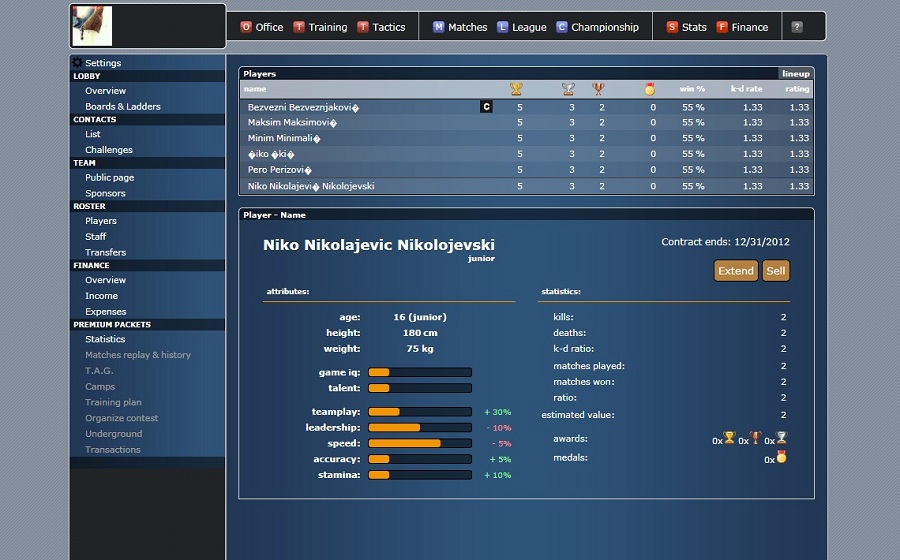 O Office T Training T Tactics M Matches L League C Championship S Stats F Finance ?
Settings
LOBBY
Overview
Boards & Ladders
CONTACTS
List
Challenges
TEAM
Public page
Sponsors
ROSTER
Players
Staff
Transfers
FINANCE
Overview
Income
Expenses
PREMIUM PACKETS
Statistics
Matches replay & history
T.A.G.
Camps
Training plan
Organize contest
Underground
Transactions
Players lineup
name win % k-d rate rating
Bezvezni Bezveznjakovi� C 5 3 2 0 55 % 1.33 1.33
Maksim Maksimovi� 5 3 2 0 55 % 1.33 1.33
Minim Minimali� 5 3 2 0 55 % 1.33 1.33
�iko �iki� 5 3 2 0 55 % 1.33 1.33
Pero Perizovi� 5 3 2 0 55 % 1.33 1.33
Niko Nikolajevi� Nikolojevski 5 3 2 0 55 % 1.33 1.33
Player - Name
Niko Nikolajevic Nikolojevski
junior
Contract ends: 12/31/2012
Extend Sell
attributes:
age: 16 (junior)
height: 180 cm
weight: 75 kg
game iq:
talent:
teamplay: + 30%
leadership: - 10%
speed: - 5%
accuracy: + 5%
stamina: + 10%
statistics:
kills: 2
deaths: 2
k-d ratio: 2
matches played: 2
matches won: 2
ratio: 2
estimated value: 2
awards: 0x 0x 0x
medals: 0x